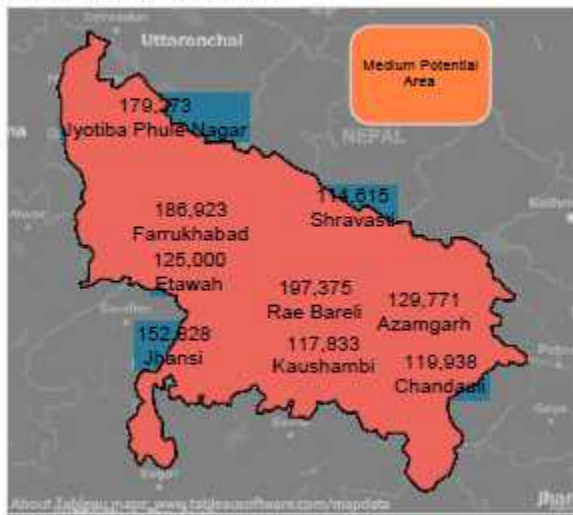 Uttaranchal
Medium Potential
Area
179,273
Jyotiba Phule Nagar
NEPAL
114,615
Shravasti
186,923
Farrukhabad
125,000
Etawah
197,375
Rae Bareli
129,771
Azamgarh
152,828
Jhansi
117,833
Kaushambi
119,938
Chandauli
About Tableau maps: www.tableausoftware.com/mapdata
Jhar